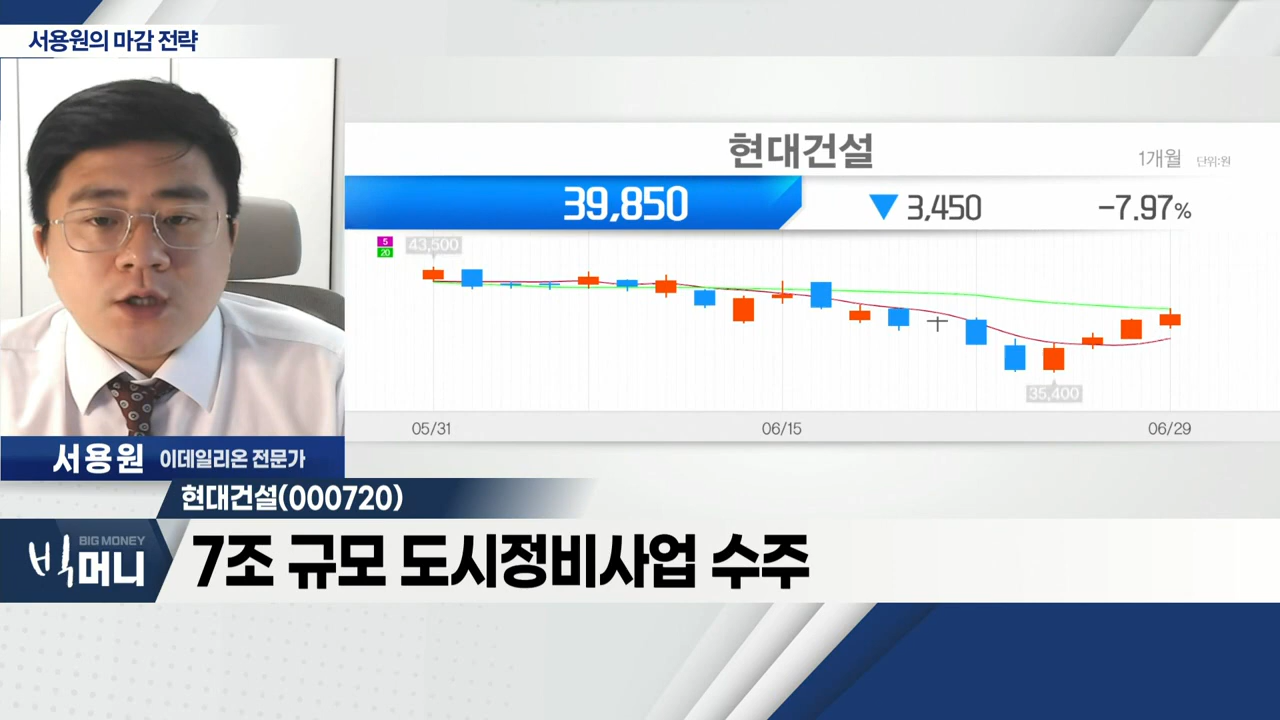 서용원의 마감 전략
현대건설
1개월 단위:원
39,850 ▼ 3,450 -7.97%
5
20
43,500
35,400
05/31 06/15 06/29
서용원 이데일리온 전문가
현대건설(000720)
BIG MONEY
빅머니
7조 규모 도시정비사업 수주